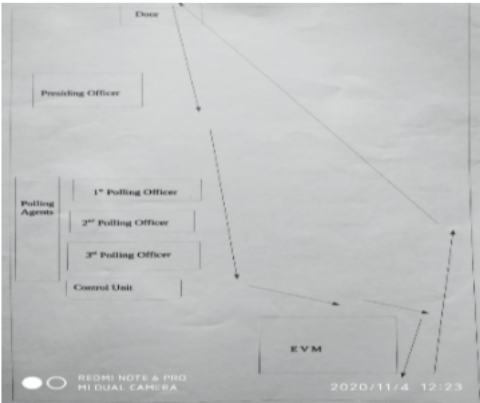 Door
Presiding Officer
Polling
Agents
1st Polling Officer
2nd Polling Officer
3rd Polling Officer
Control Unit
EVM
REDMI NOTE 6 PRO
MI DUAL CAMERA
2020/11/4 12:23